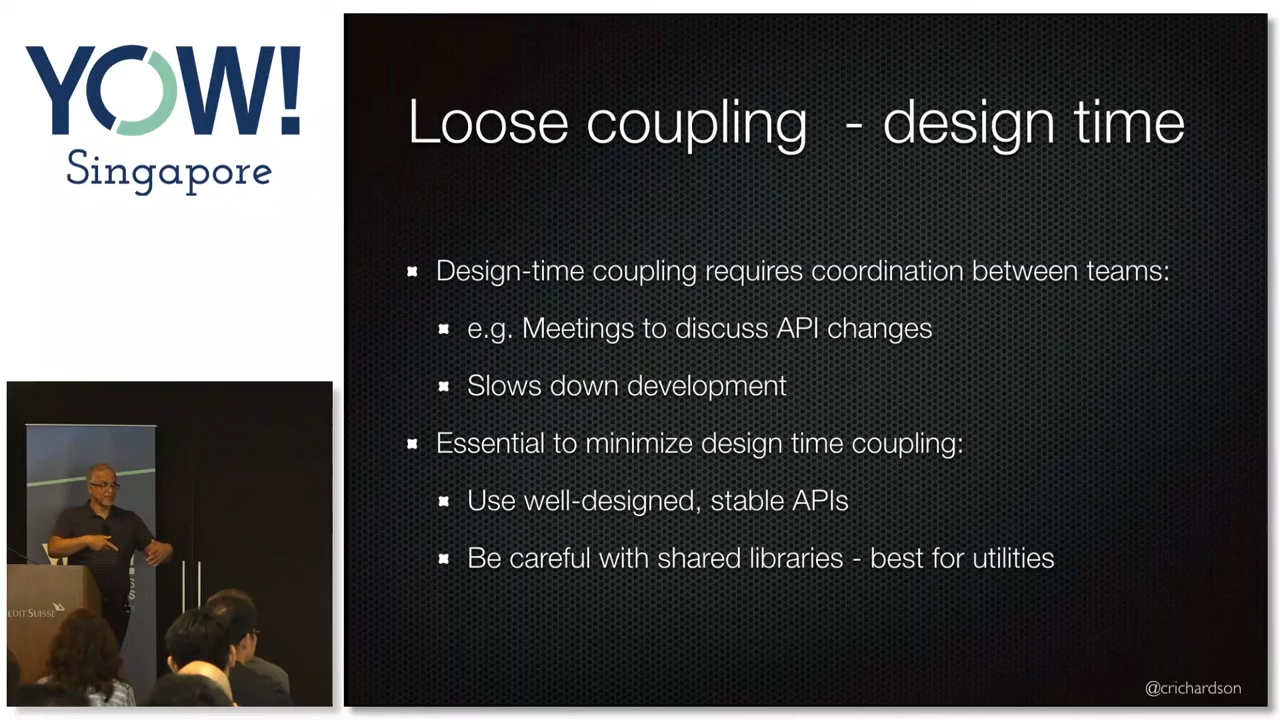 YOW!
Singapore
Loose coupling - design time
Design-time coupling requires coordination between teams:
e.g. Meetings to discuss API changes
Slows down development
Essential to minimize design time coupling:
Use well-designed, stable APIs
Be careful with shared libraries - best for utilities
EDIT SUISSE
@crichardson